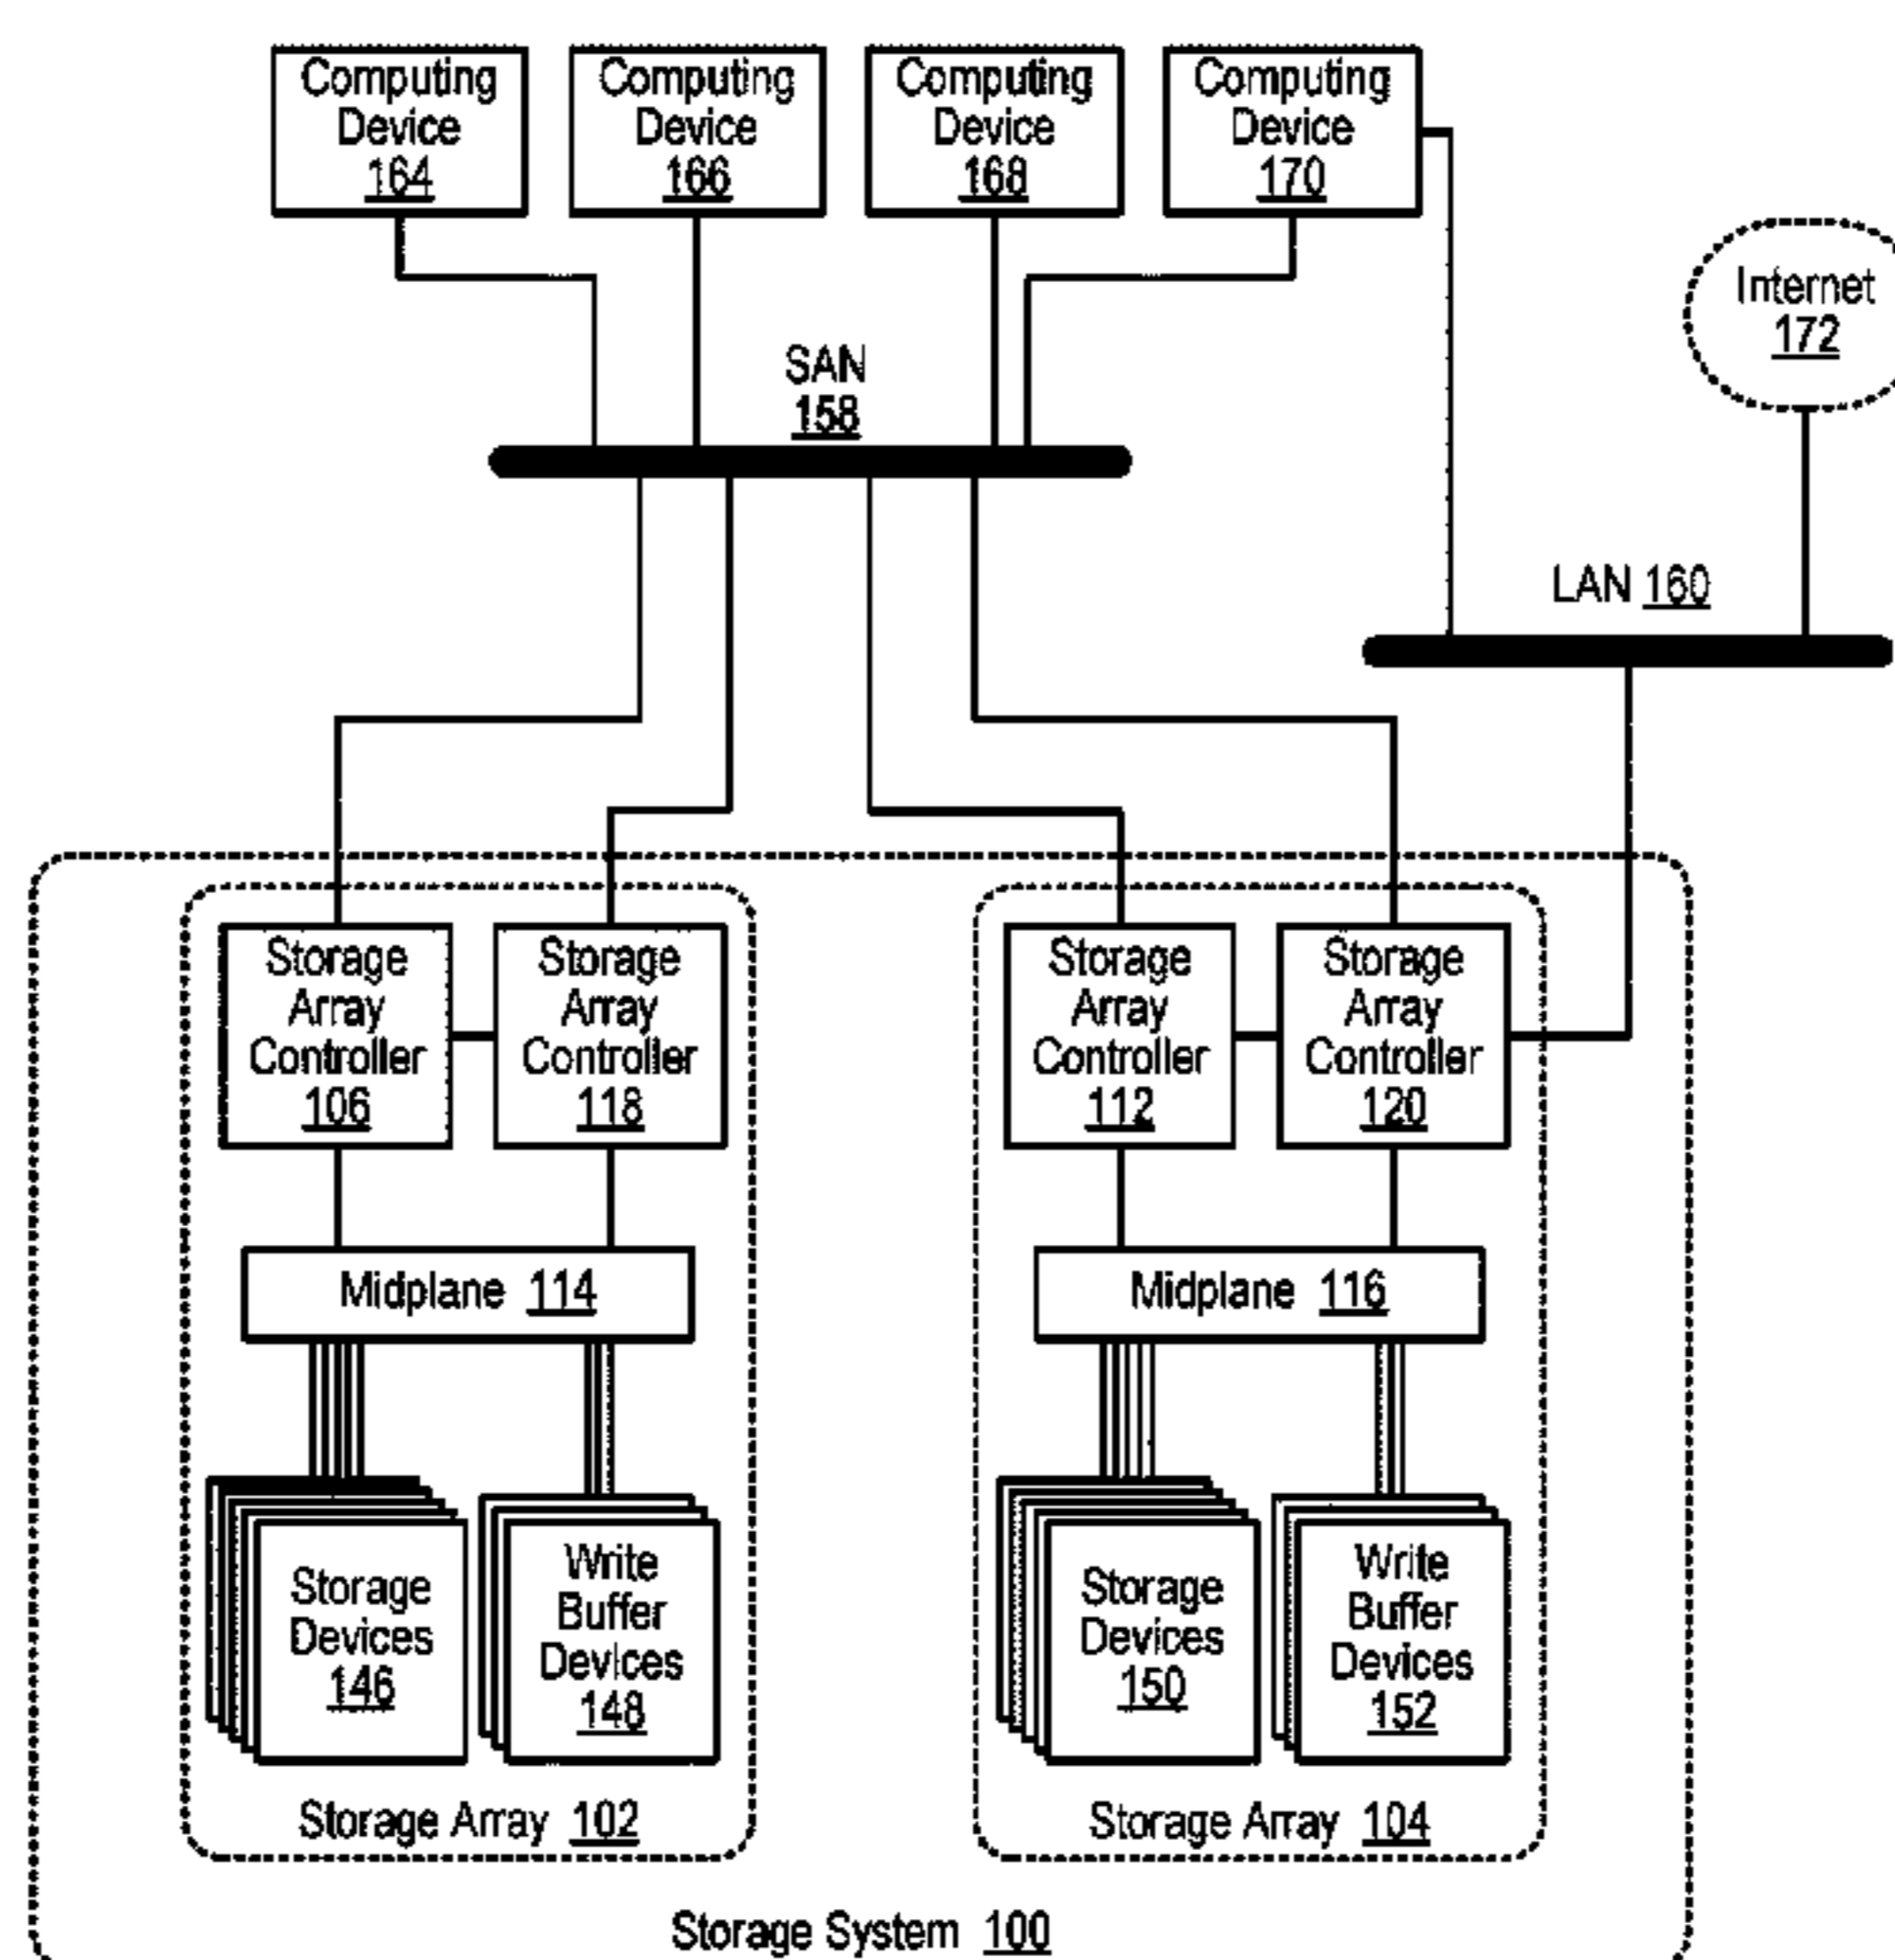 Computing
Device
164
Computing
Device
166
Computing
Device
168
Computing
Device
170
Internet
172
SAN
158
LAN 160
Storage
Array
Controller
106
Storage
Array
Controller
118
Storage
Array
Controller
112
Storage
Array
Controller
120
Midplane 114
Midplane 116
Storage
Devices
146
Write
Buffer
Devices
148
Storage
Devices
150
Write
Buffer
Devices
152
Storage Array 102
Storage Array 104
Storage System 100